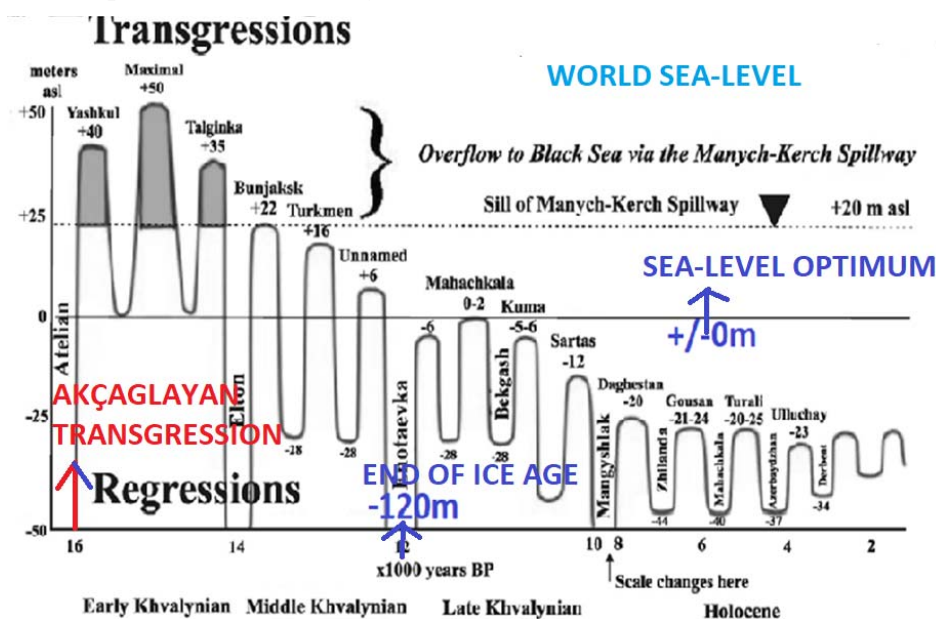 Transgressions
meters
asl
Maximal
+50
WORLD SEA-LEVEL
+50
Yashkul
+40
Talginka
+35
Overflow to Black Sea via the Manych-Kerch Spillway
Bunjaksk
+22
+25
Turkmen
+16
Sill of Manych-Kerch Spillway
+20 m asl
Unnamed
+6
SEA-LEVEL OPTIMUM
Mahachkala
0-2
Kuma
0
-6
-5-6
+/-0m
Sartas
-12
Atelian
Elton
Enotaevka
Bekgash
Mangyshlak
AKÇAGLAYAN
TRANSGRESSION
Daghestan
-20
Gousan
-21-24
Turali
-20-25
Ulluchay
-23
-25
-18
-28
-28
-28
Zhilanda
Mahachkala
Azerbaydzhan
Derbent
END OF ICE AGE
-120m
Regressions
-44
-40
-37
-34
-50
16
14
12
10
8
6
4
2
x1000 years BP
Scale changes here
Early Khvalynian
Middle Khvalynian
Late Khvalynian
Holocene